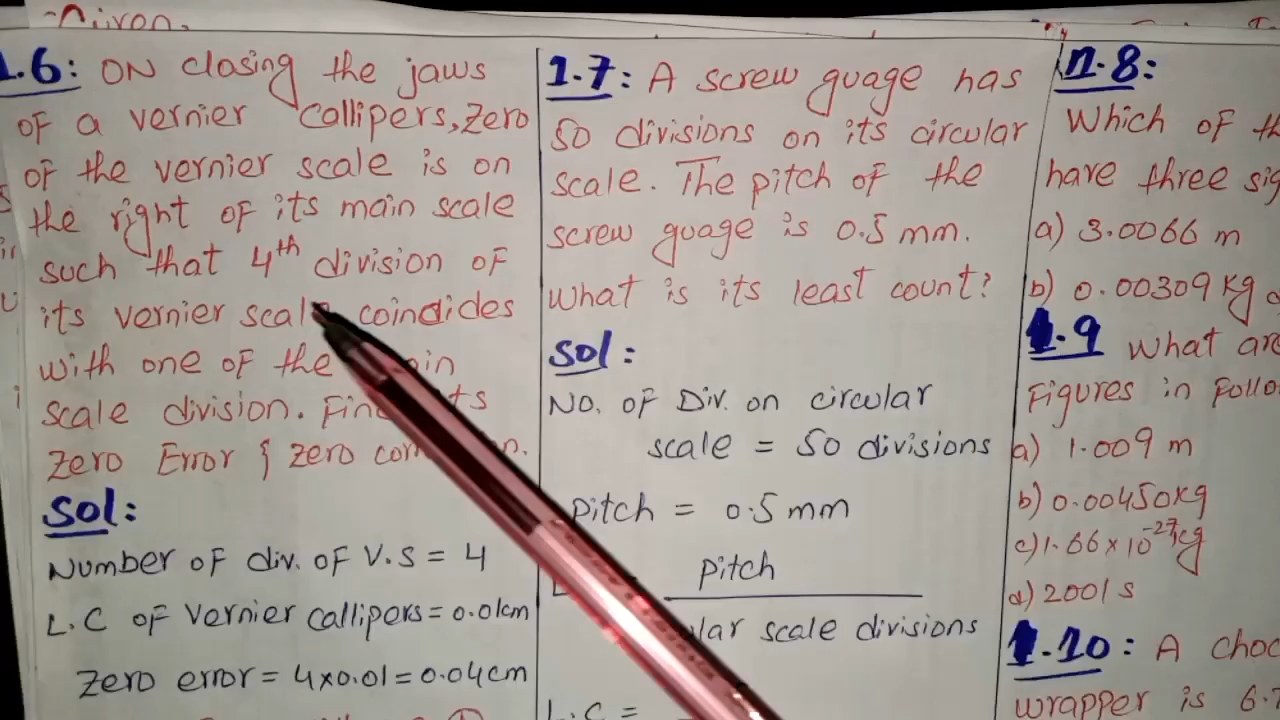 1.6: ON closing the jaws
OF a vernier callipers, zero
OF the vernier scale is on
the right OF its main scale
such that 4th division OF
its vernier scale coincides
with one OF the
scale division. Find its
zero Error & zero
Sol:
Number OF div. OF V.S = 4
L.C OF Vernier callipers = 0.01cm
Zero error = 4x0.01 = 0.04cm
1.7: A screw guage has
50 divisions on its circular
scale. The pitch OF the
screw guage is 0.5 mm.
What is its least count?
Sol:
NO. OF Div. on circular
scale = 50 divisions
Pitch = 0.5 mm
Pitch
scale divisions
L.C =
1.8:
Which OF
have three
a) 3.0066 m
b) 0.00309 kg
1.9 What are
Figures in
a) 1.009 m
b) 0.00450kg
c) 1.66 x 10^-27 kg
d) 2001 s
1.10: A
wrapper is 6.